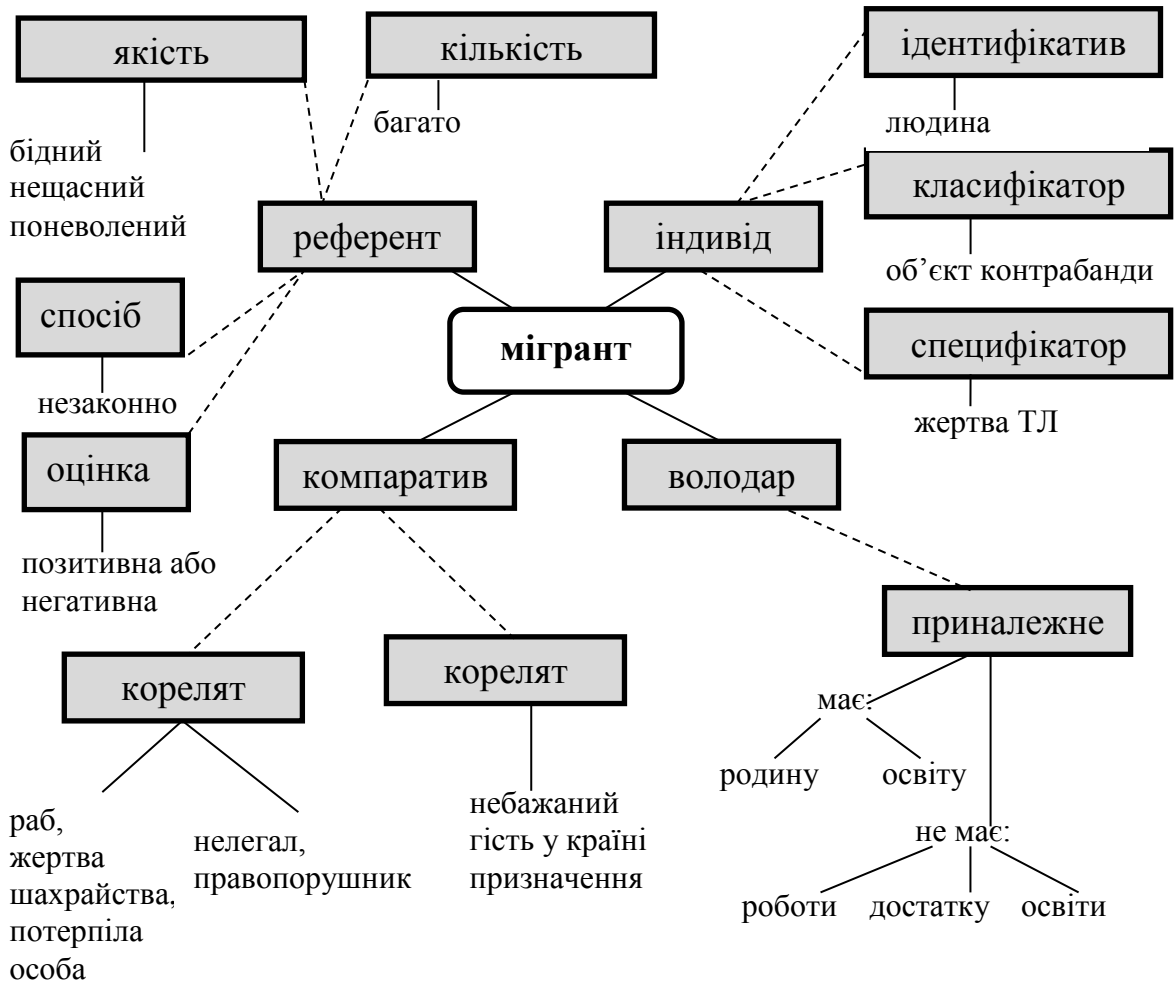 якість
кількість
ідентифікатив
багато
людина
бідний
нещасний
поневолений
класифікатор
референт
індивід
об’єкт контрабанди
спосіб
мігрант
специфікатор
незаконно
жертва ТЛ
оцінка
компаратив
володар
позитивна або
негативна
приналежне
корелят
корелят
має:
родину
освіту
раб,
жертва
шахрайства,
потерпіла
особа
нелегал,
правопорушник
небажаний
гість у країні
призначення
не має:
роботи
достатку
освіти